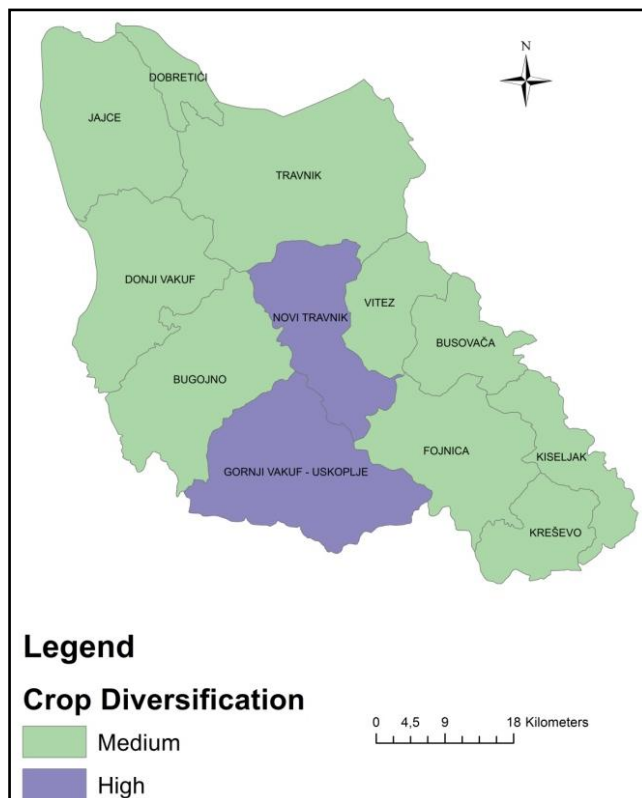 N
DOBRETIĆI
JAJCE
TRAVNIK
DONJI VAKUF
NOVI TRAVNIK
VITEZ
BUSOVAČA
BUGOJNO
FOJNICA
KISELJAK
GORNJI VAKUF - USKOPLJE
KREŠEVO
Legend
Crop Diversification
0 4,5 9 18 Kilometers
Medium
High